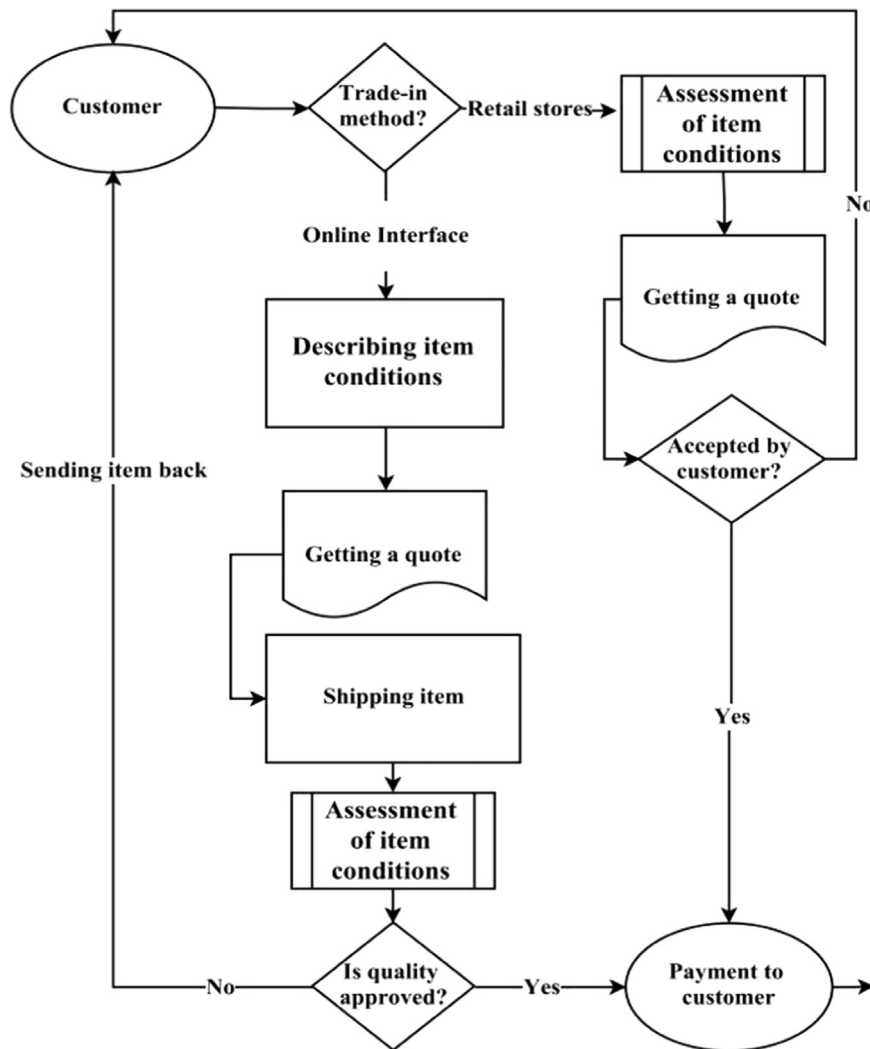 Customer
Trade-in
method?
Retail stores
Assessment
of item
conditions
No
Online Interface
Getting a quote
Describing item
conditions
Accepted by
customer?
Sending item back
Getting a quote
Shipping item
Yes
Assessment
of item
conditions
No
Is quality
approved?
Yes
Payment to
customer